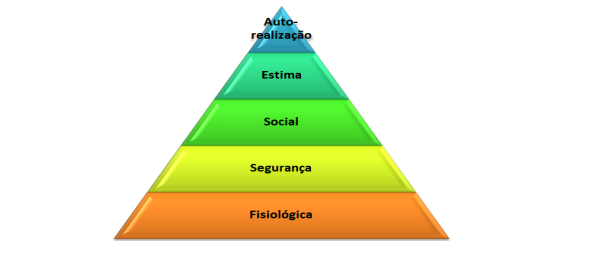 Auto-
realização
Estima
Social
Segurança
Fisiológica